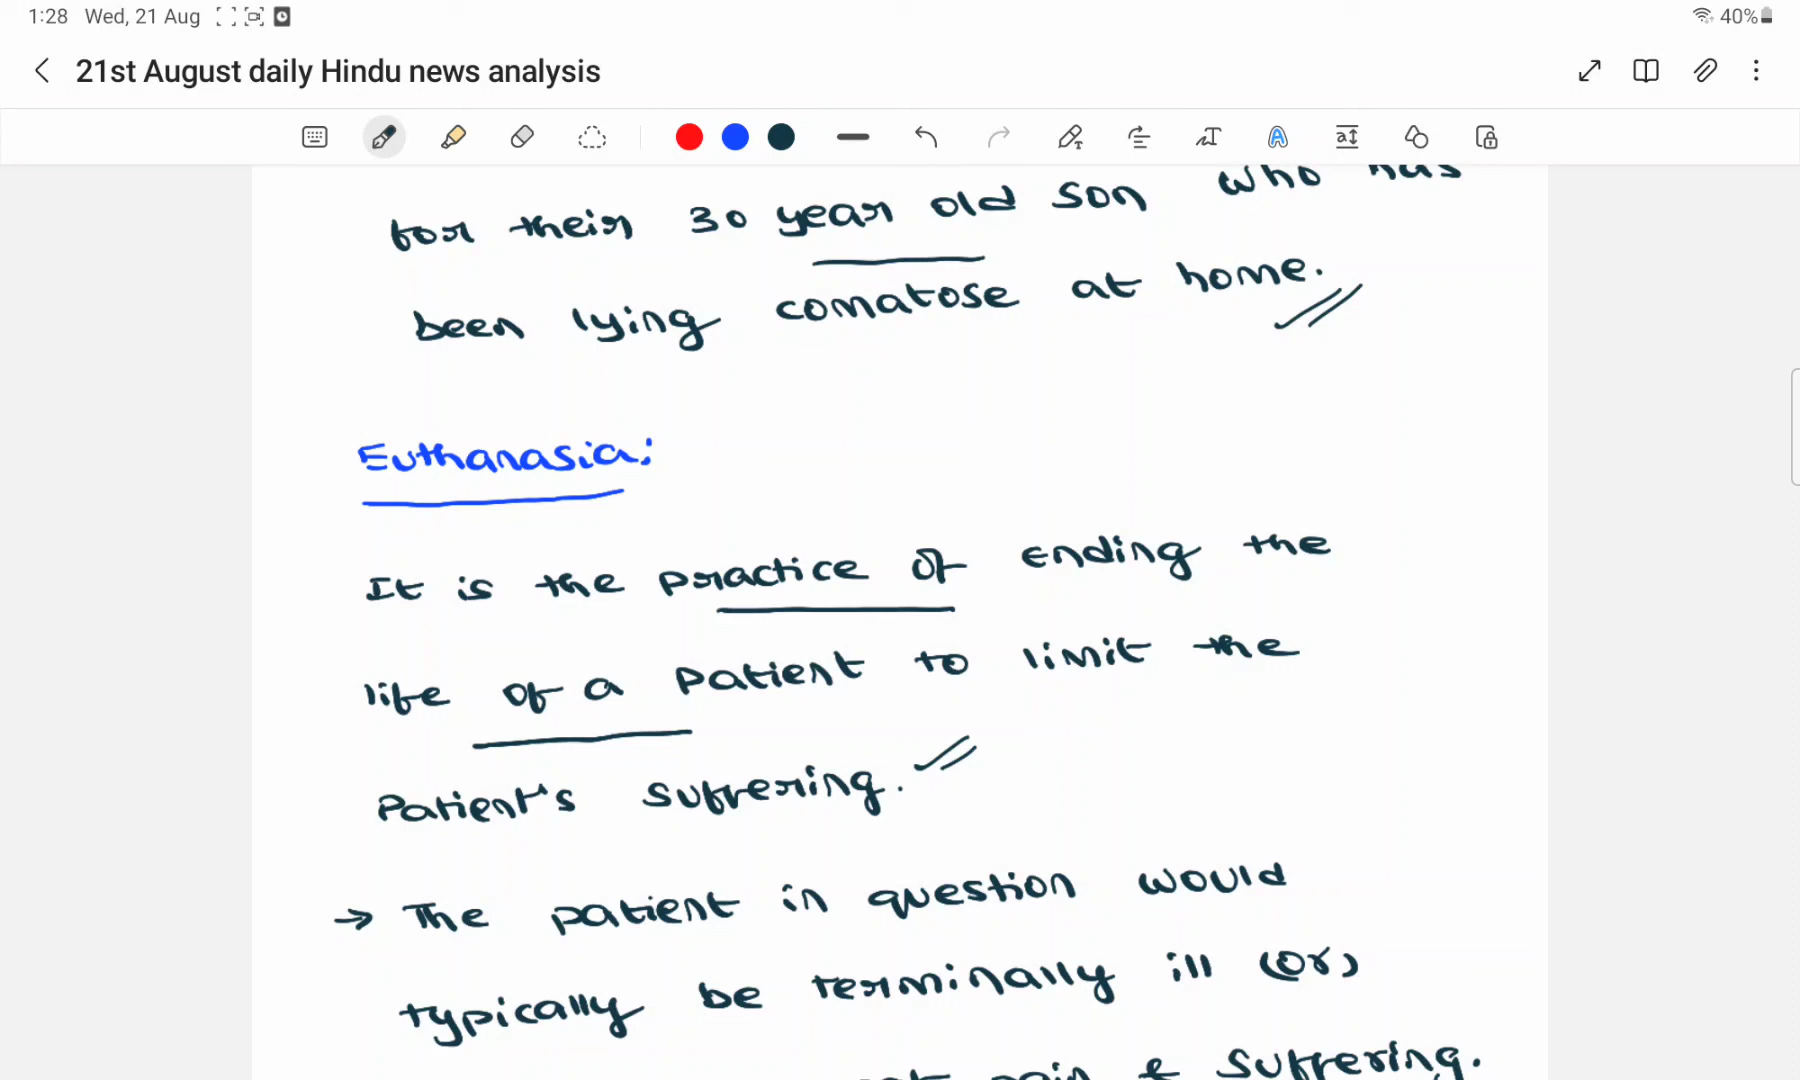 1:28 Wed, 21 Aug 40%
21st August daily Hindu news analysis
for their 30 year old son who has
been lying comatose at home.
Euthanasia:
It is the practice of ending the
life of a patient to limit the
Patient's suffering.
→ The patient in question would
typically be terminally ill (or)
pain & suffering.